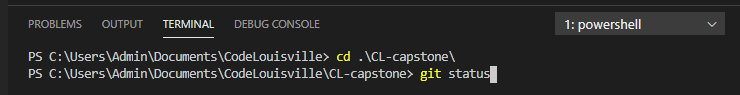 PROBLEMS OUTPUT TERMINAL DEBUG CONSOLE 1: powershell
PS C:\Users\Admin\Documents\CodeLouisville> cd .\CL-capstone\
PS C:\Users\Admin\Documents\CodeLouisville\CL-capstone> git status